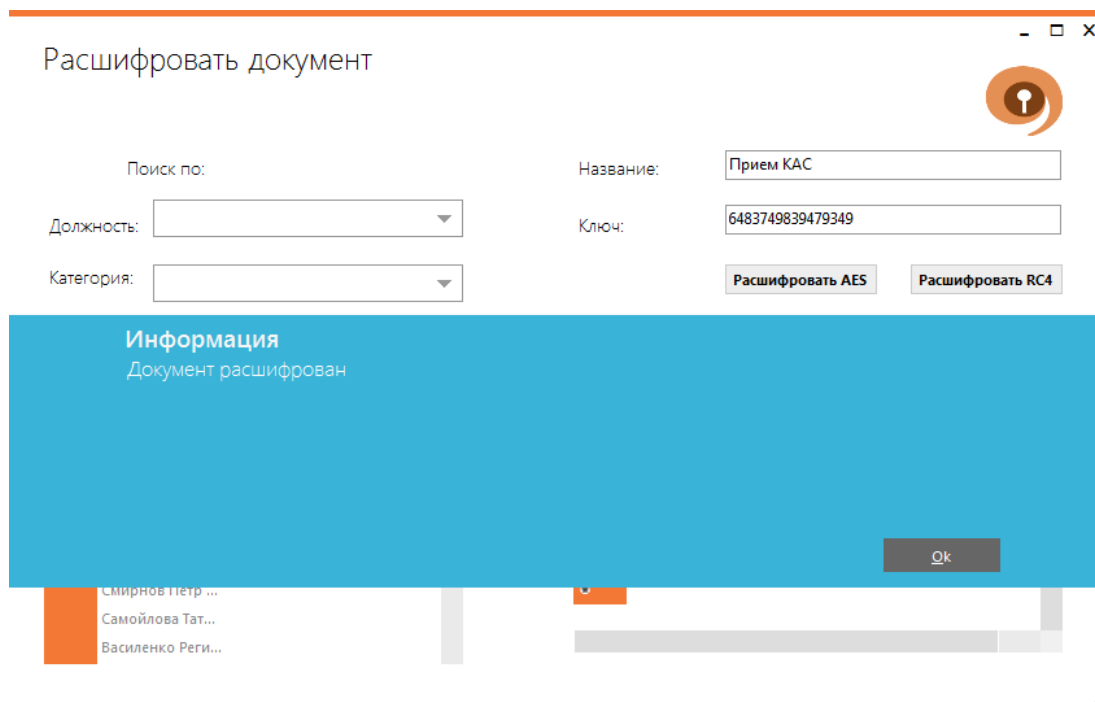 Расшифровать документ
Поиск по:
Должность:
Категория:
Название: Прием КАС
Ключ: 6483749839479349
Расшифровать AES Расшифровать RC4
Информация
Документ расшифрован
Ok
Смирнов Петр ...
Самойлова Тат...
Василенко Реги...